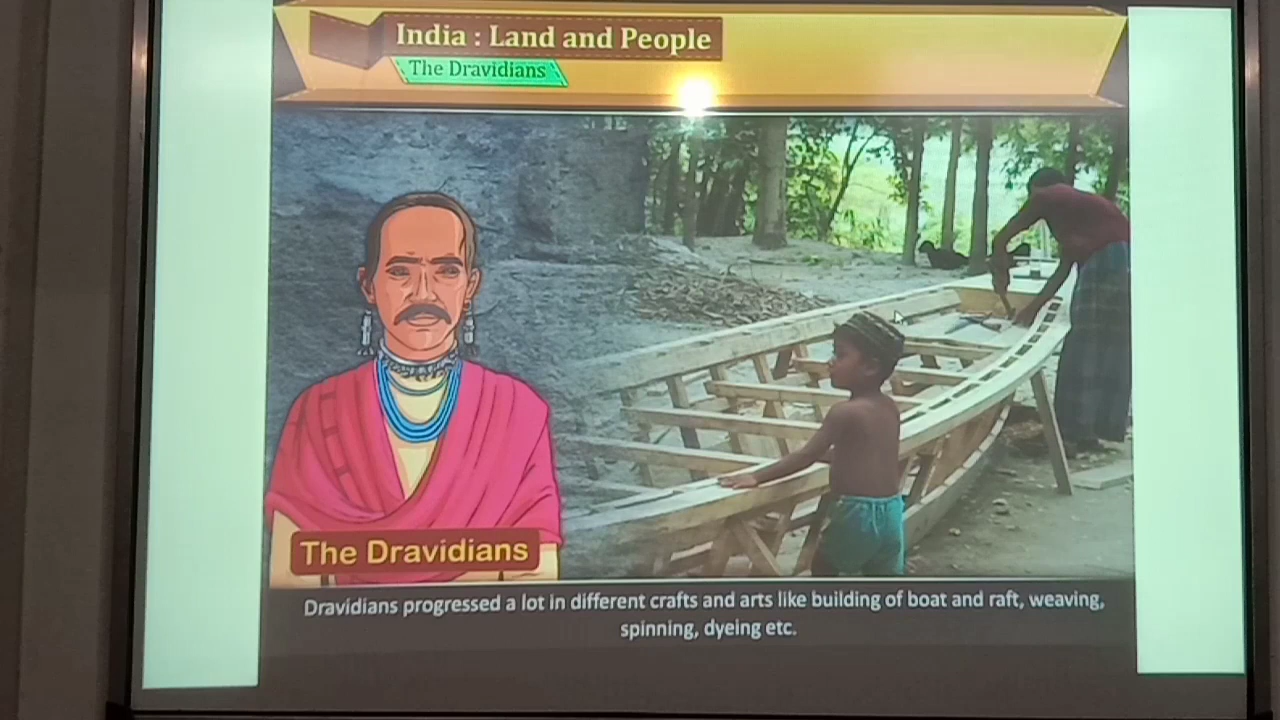 India : Land and People
The Dravidians
The Dravidians
Dravidians progressed a lot in different crafts and arts like building of boat and raft, weaving,
spinning, dyeing etc.